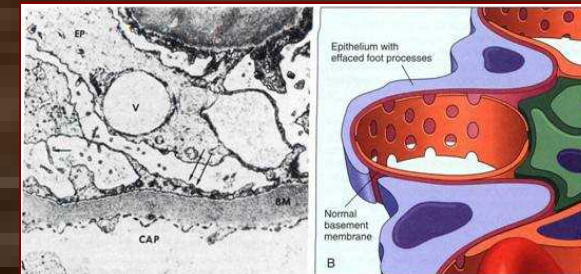 EP
V
BM
CAP
Epithelium with
effaced foot processes
Normal
basement
membrane
B